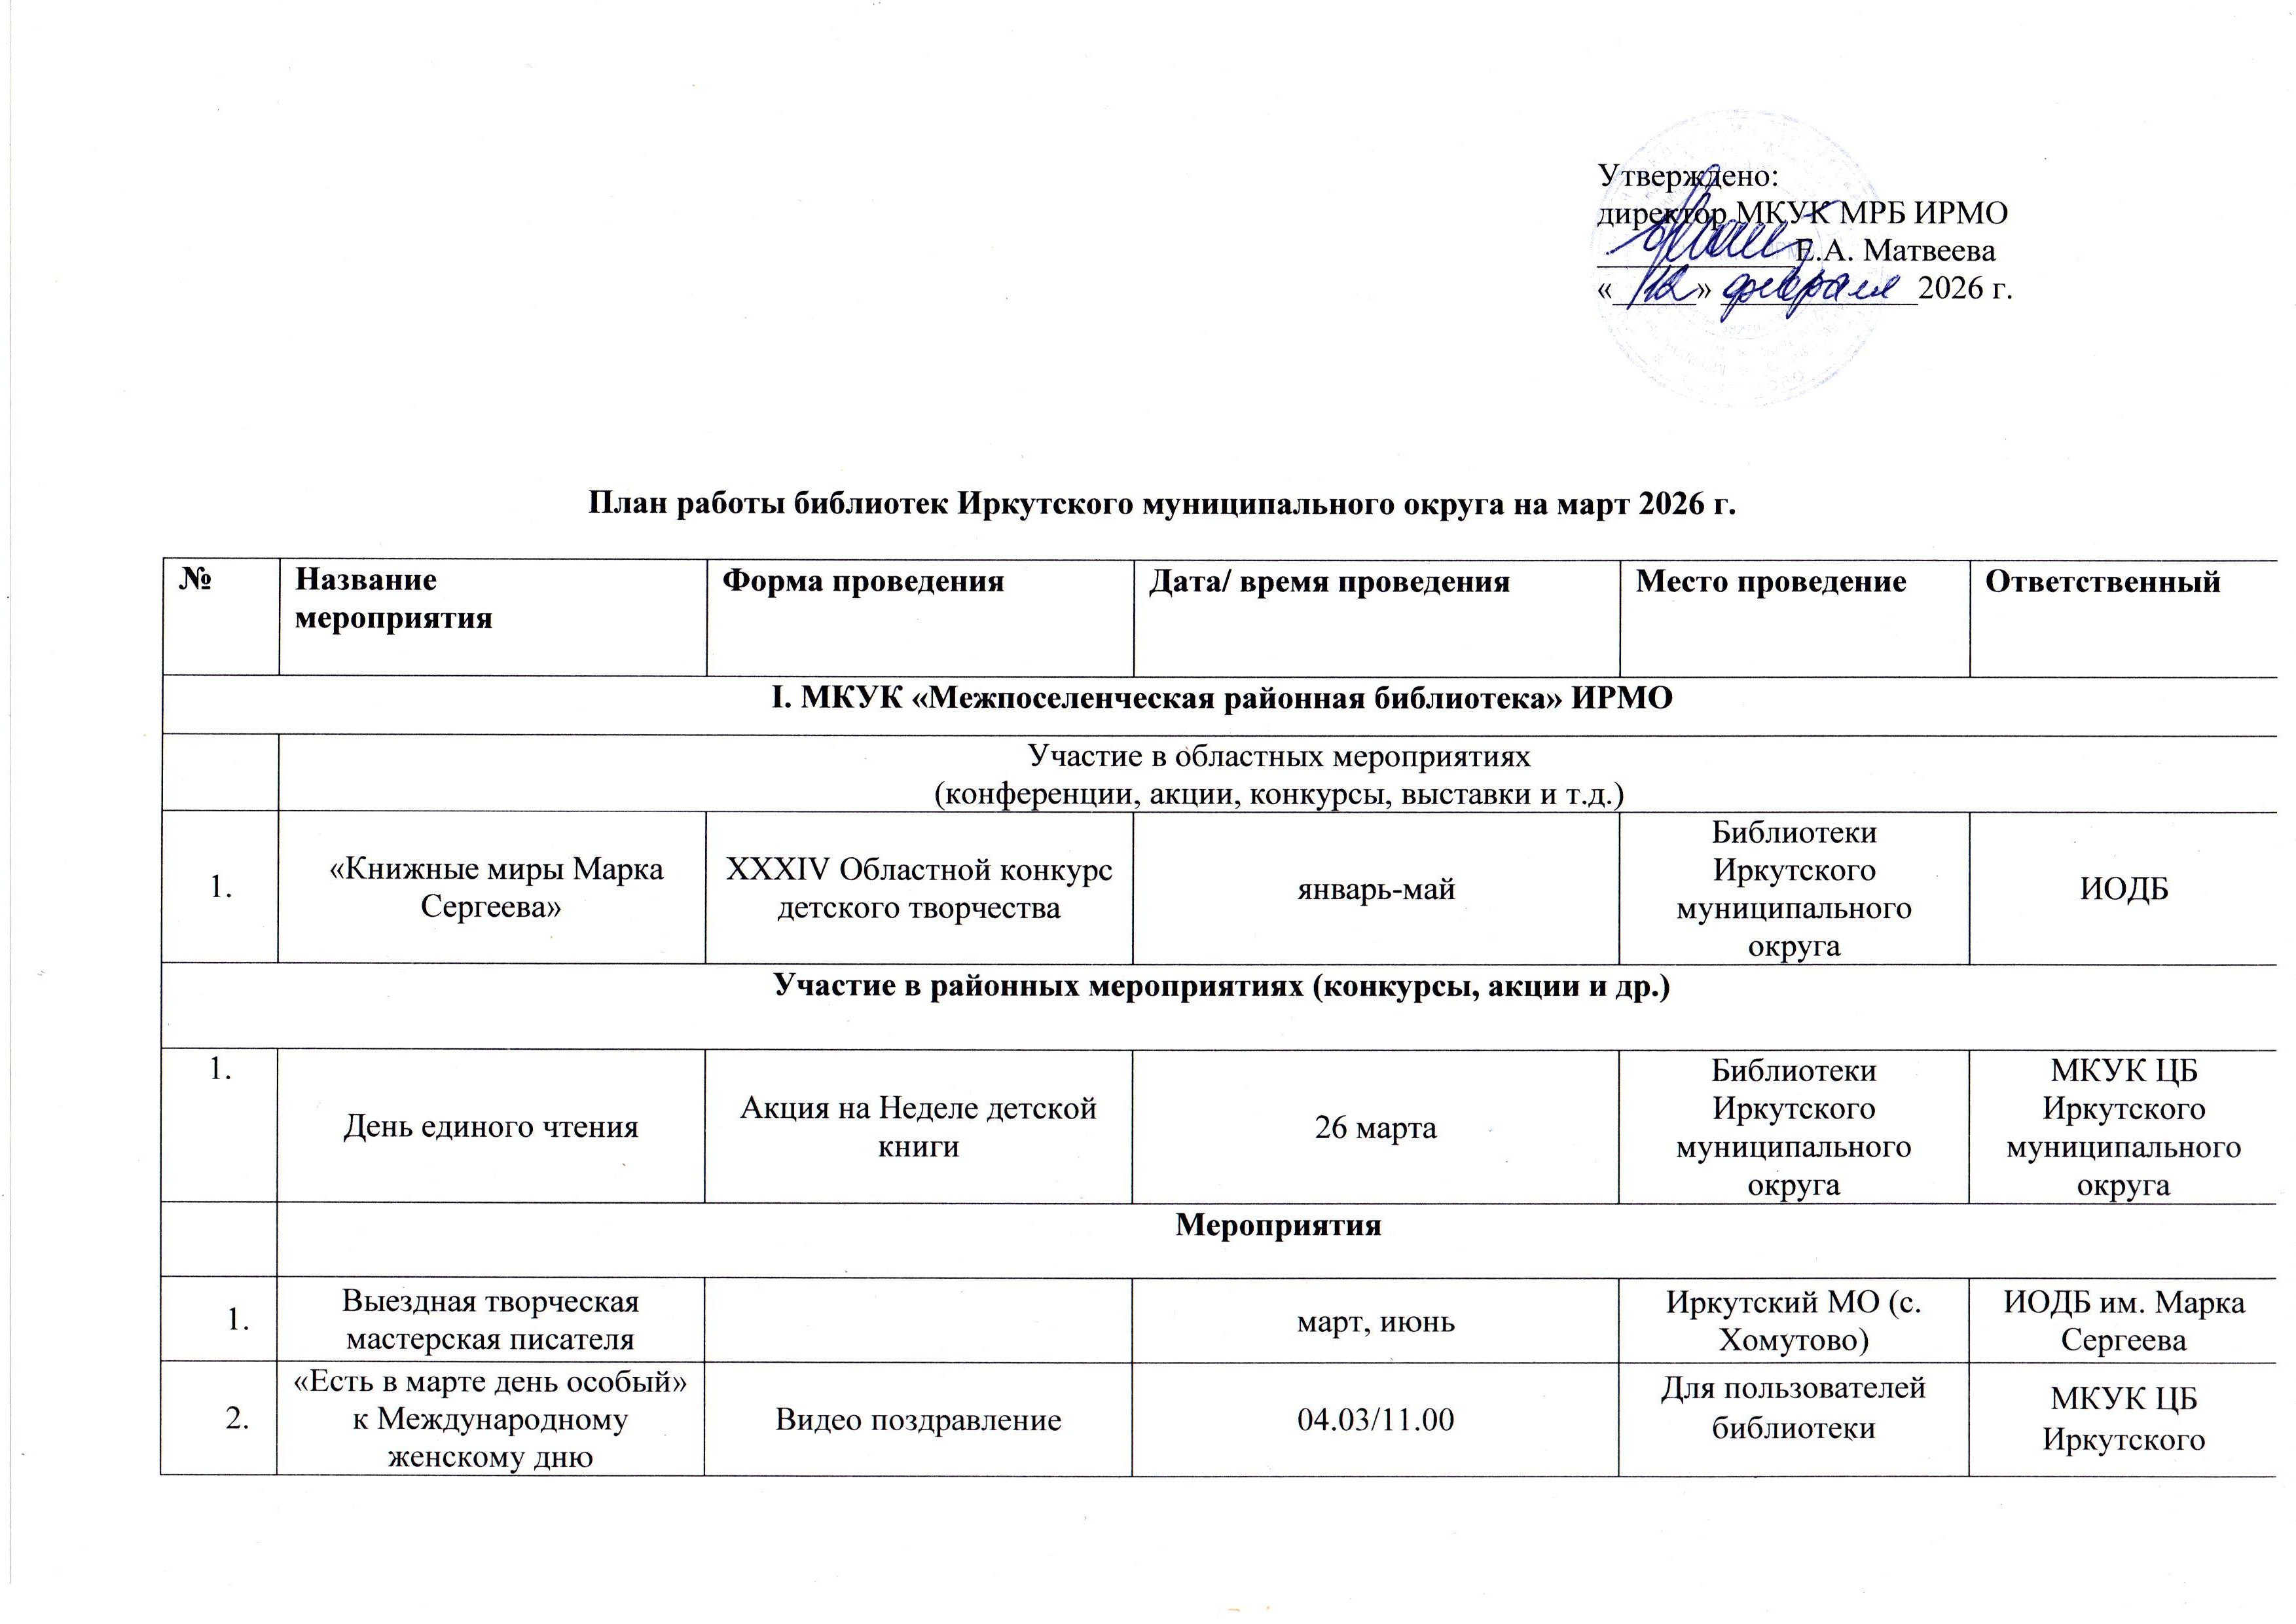 Утверждено:
директор МКУК МРБ ИРМО
Е.А. Матвеева
«12» февраля 2026 г.
План работы библиотек Иркутского муниципального округа на март 2026 г.
№
Название
мероприятия
Форма проведения
Дата/ время проведения
Место проведение
Ответственный
I. МКУК «Межпоселенческая районная библиотека» ИРМО
Участие в областных мероприятиях
(конференции, акции, конкурсы, выставки и т.д.)
1.
«Книжные миры Марка
Сергеева»
XXXIV Областной конкурс
детского творчества
январь-май
Библиотеки
Иркутского
муниципального
округа
ИОДБ
Участие в районных мероприятиях (конкурсы, акции и др.)
1.
День единого чтения
Акция на Неделе детской
книги
26 марта
Библиотеки
Иркутского
муниципального
округа
МКУК ЦБ
Иркутского
муниципального
округа
Мероприятия
1.
Выездная творческая
мастерская писателя
март, июнь
Иркутский МО (с.
Хомутово)
ИОДБ им. Марка
Сергеева
2.
«Есть в марте день особый»
к Международному
женскому дню
Видео поздравление
04.03/11.00
Для пользователей
библиотеки
МКУК ЦБ
Иркутского